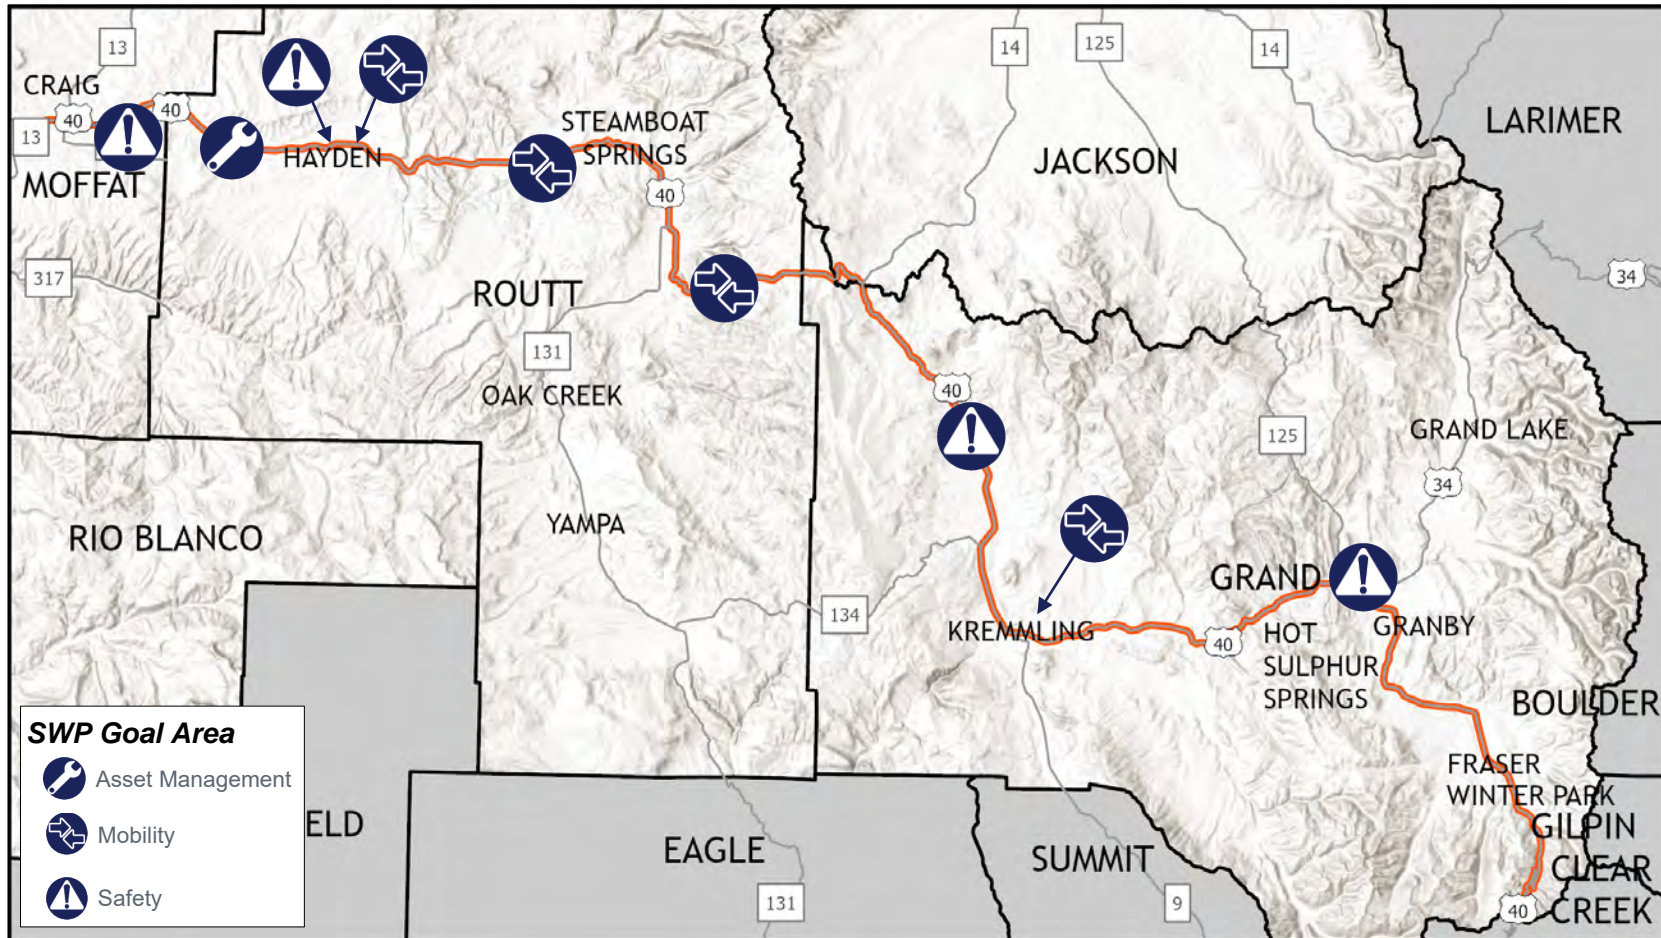 13
14
125
14
CRAIG
40
40
13
MOFFAT
HAYDEN
STEAMBOAT
SPRINGS
40
JACKSON
LARIMER
317
ROUTT
34
131
OAK CREEK
40
125
GRAND LAKE
34
YAMPA
RIO BLANCO
GRAND
134
KREMMLING
40
HOT
SULPHUR
SPRINGS
GRANBY
BOULDER
FRASER
WINTER PARK
GILPIN
CLEAR
CREEK
40
SWP Goal Area
Asset Management
Mobility
Safety
ELD
EAGLE
SUMMIT
131
9